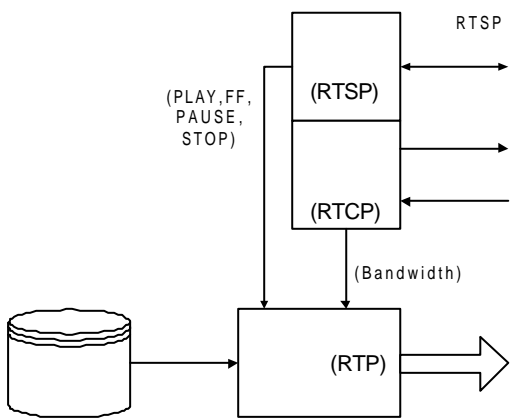 RTSP
(PLAY,FF,
PAUSE,
STOP)
(RTSP)
(RTCP)
(Bandwidth)
(RTP)